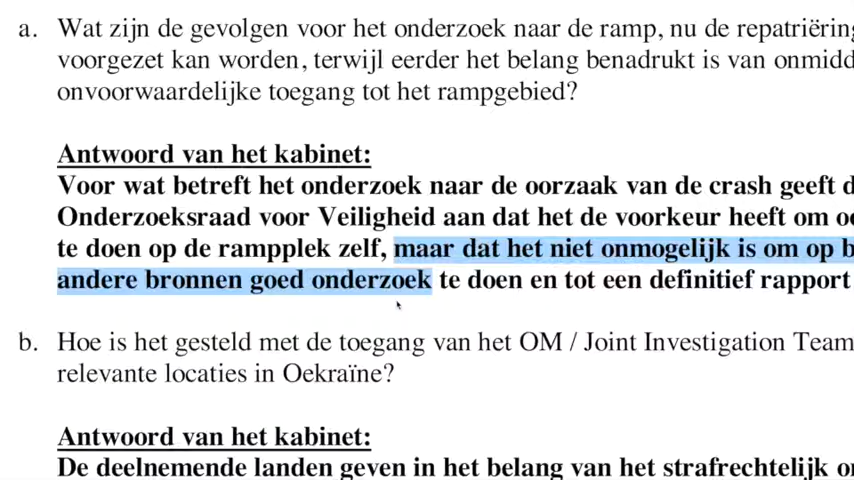 a. Wat zijn de gevolgen voor het onderzoek naar de ramp, nu de repatriëring
voorgezet kan worden, terwijl eerder het belang benadrukt is van onmidd
onvoorwaardelijke toegang tot het rampgebied?
Antwoord van het kabinet:
Voor wat betreft het onderzoek naar de oorzaak van de crash geeft d
Onderzoeksraad voor Veiligheid aan dat het de voorkeur heeft om o
te doen op de rampplek zelf, maar dat het niet onmogelijk is om op b
andere bronnen goed onderzoek te doen en tot een definitief rapport
b. Hoe is het gesteld met de toegang van het OM / Joint Investigation Team
relevante locaties in Oekraïne?
Antwoord van het kabinet:
De deelnemende landen geven in het belang van het strafrechtelijk o